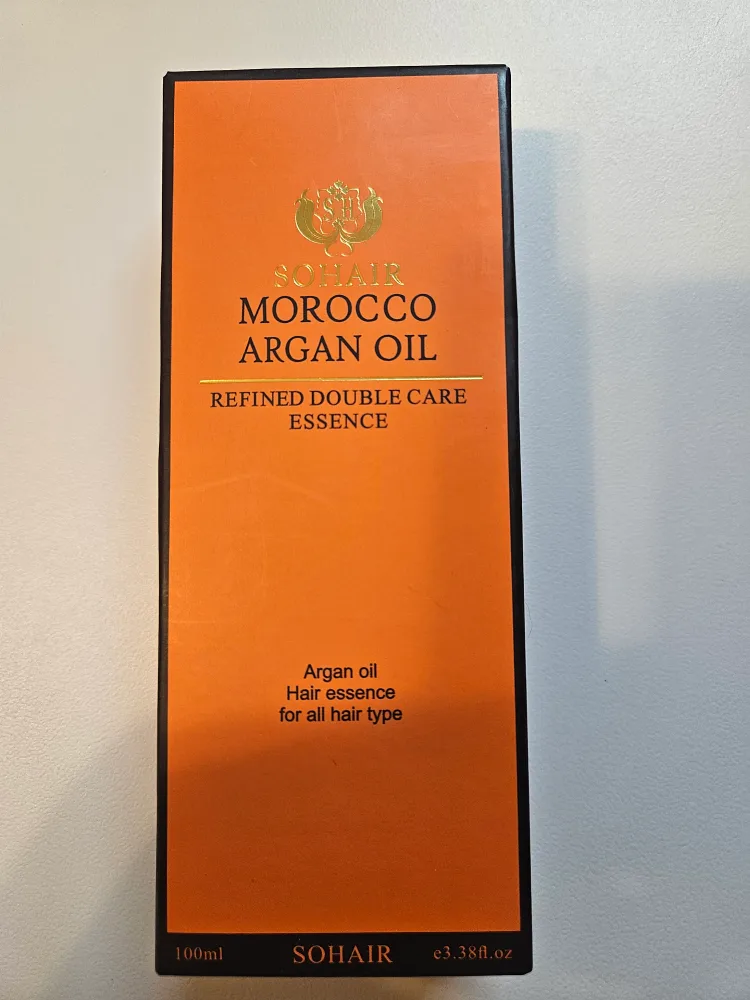 SH
SOHAIR
MOROCCO
ARGAN OIL
REFINED DOUBLE CARE
ESSENCE
Argan oil
Hair essence
for all hair type
100ml SOHAIR e3.38fl.oz